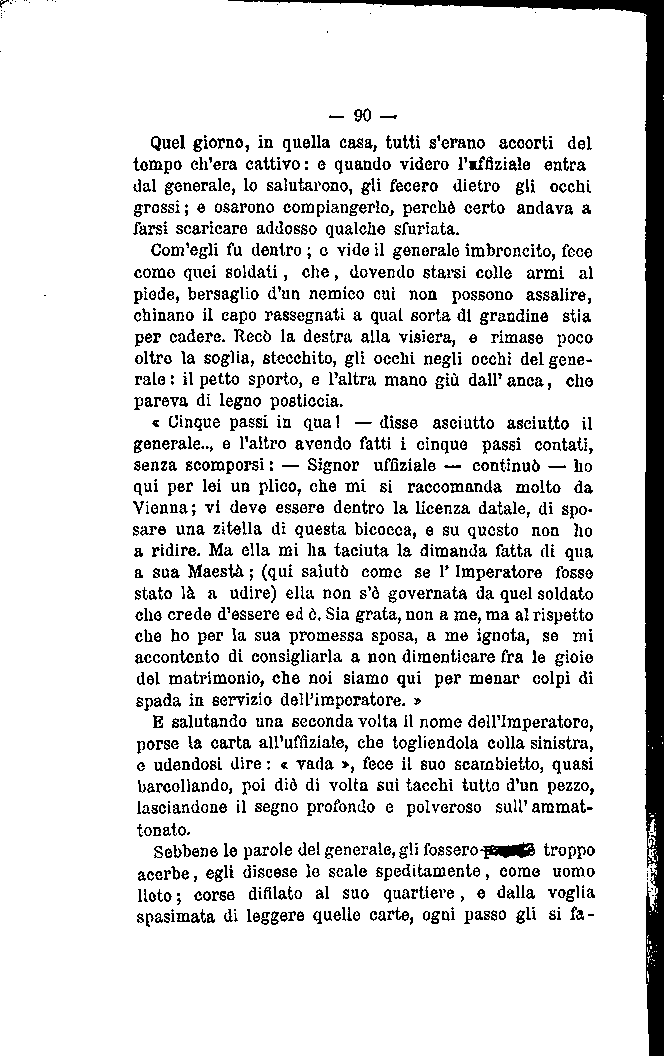 — 90 —
Quel giorno, in quella casa, tutti s'erano accorti del
tempo ch'era cattivo: e quando videro l'uffiziale entra
dal generale, lo salutarono, gli fecero dietro gli occhi
grossi; e osarono compiangerlo, perchè certo andava a
farsi scaricare addosso qualche sfuriata.
Com'egli fu dentro; e vide il generale imbroncito, fece
come quei soldati, che, dovendo starsi colle armi al
piede, bersaglio d'un nemico cui non possono assalire,
chinano il capo rassegnati a qual sorta di grandine stia
per cadere. Recò la destra alla visiera, e rimase poco
oltre la soglia, stecchito, gli occhi negli occhi del gene-
rale: il petto sporto, e l'altra mano giù dall'anca, che
pareva di legno posticcia.
« Cinque passi in qua! — disse asciutto asciutto il
generale.., e l'altro avendo fatti i cinque passi contati,
senza scomporsi: — Signor uffiziale — continuò — ho
qui per lei un plico, che mi si raccomanda molto da
Vienna; vi deve essere dentro la licenza datale, di spo-
sare una zitella di questa bicocca, e su questo non ho
a ridire. Ma ella mi ha taciuta la dimanda fatta di qua
a sua Maestà; (qui salutò come se l'Imperatore fosse
stato là a udire) ella non s'è governata da quel soldato
che crede d'essere ed è. Sia grata, non a me, ma al rispetto
che ho per la sua promessa sposa, a me ignota, se mi
accontento di consigliarla a non dimenticare fra le gioie
del matrimonio, che noi siamo qui per menar colpi di
spada in servizio dell'imperatore. »
E salutando una seconda volta il nome dell'Imperatore,
porse la carta all'uffiziale, che togliendola colla sinistra,
e udendosi dire: « vada », fece il suo scambietto, quasi
barcollando, poi diè di volta sui tacchi tutto d'un pezzo,
lasciandone il segno profondo e polveroso sull'ammat-
tonato.
Sebbene le parole del generale, gli fossero troppo
acerbe, egli discese le scale speditamente, come uomo
lieto; corse difilato al suo quartiere, e dalla voglia
spasimata di leggere quelle carte, ogni passo gli si fa-